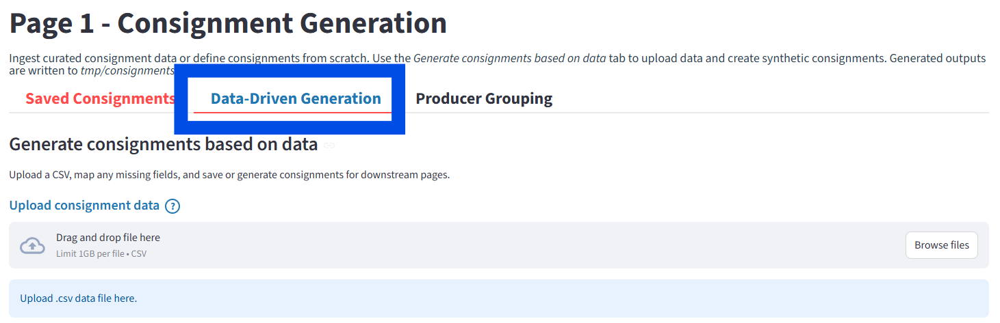 Page 1 - Consignment Generation
Ingest curated consignment data or define consignments from scratch. Use the Generate consignments based on data tab to upload data and create synthetic consignments. Generated outputs
are written to tmp/consignments
Saved Consignments
Data-Driven Generation
Producer Grouping
Generate consignments based on data
Upload a CSV, map any missing fields, and save or generate consignments for downstream pages.
Upload consignment data ?
Drag and drop file here
Limit 1GB per file • CSV
Browse files
Upload .csv data file here.